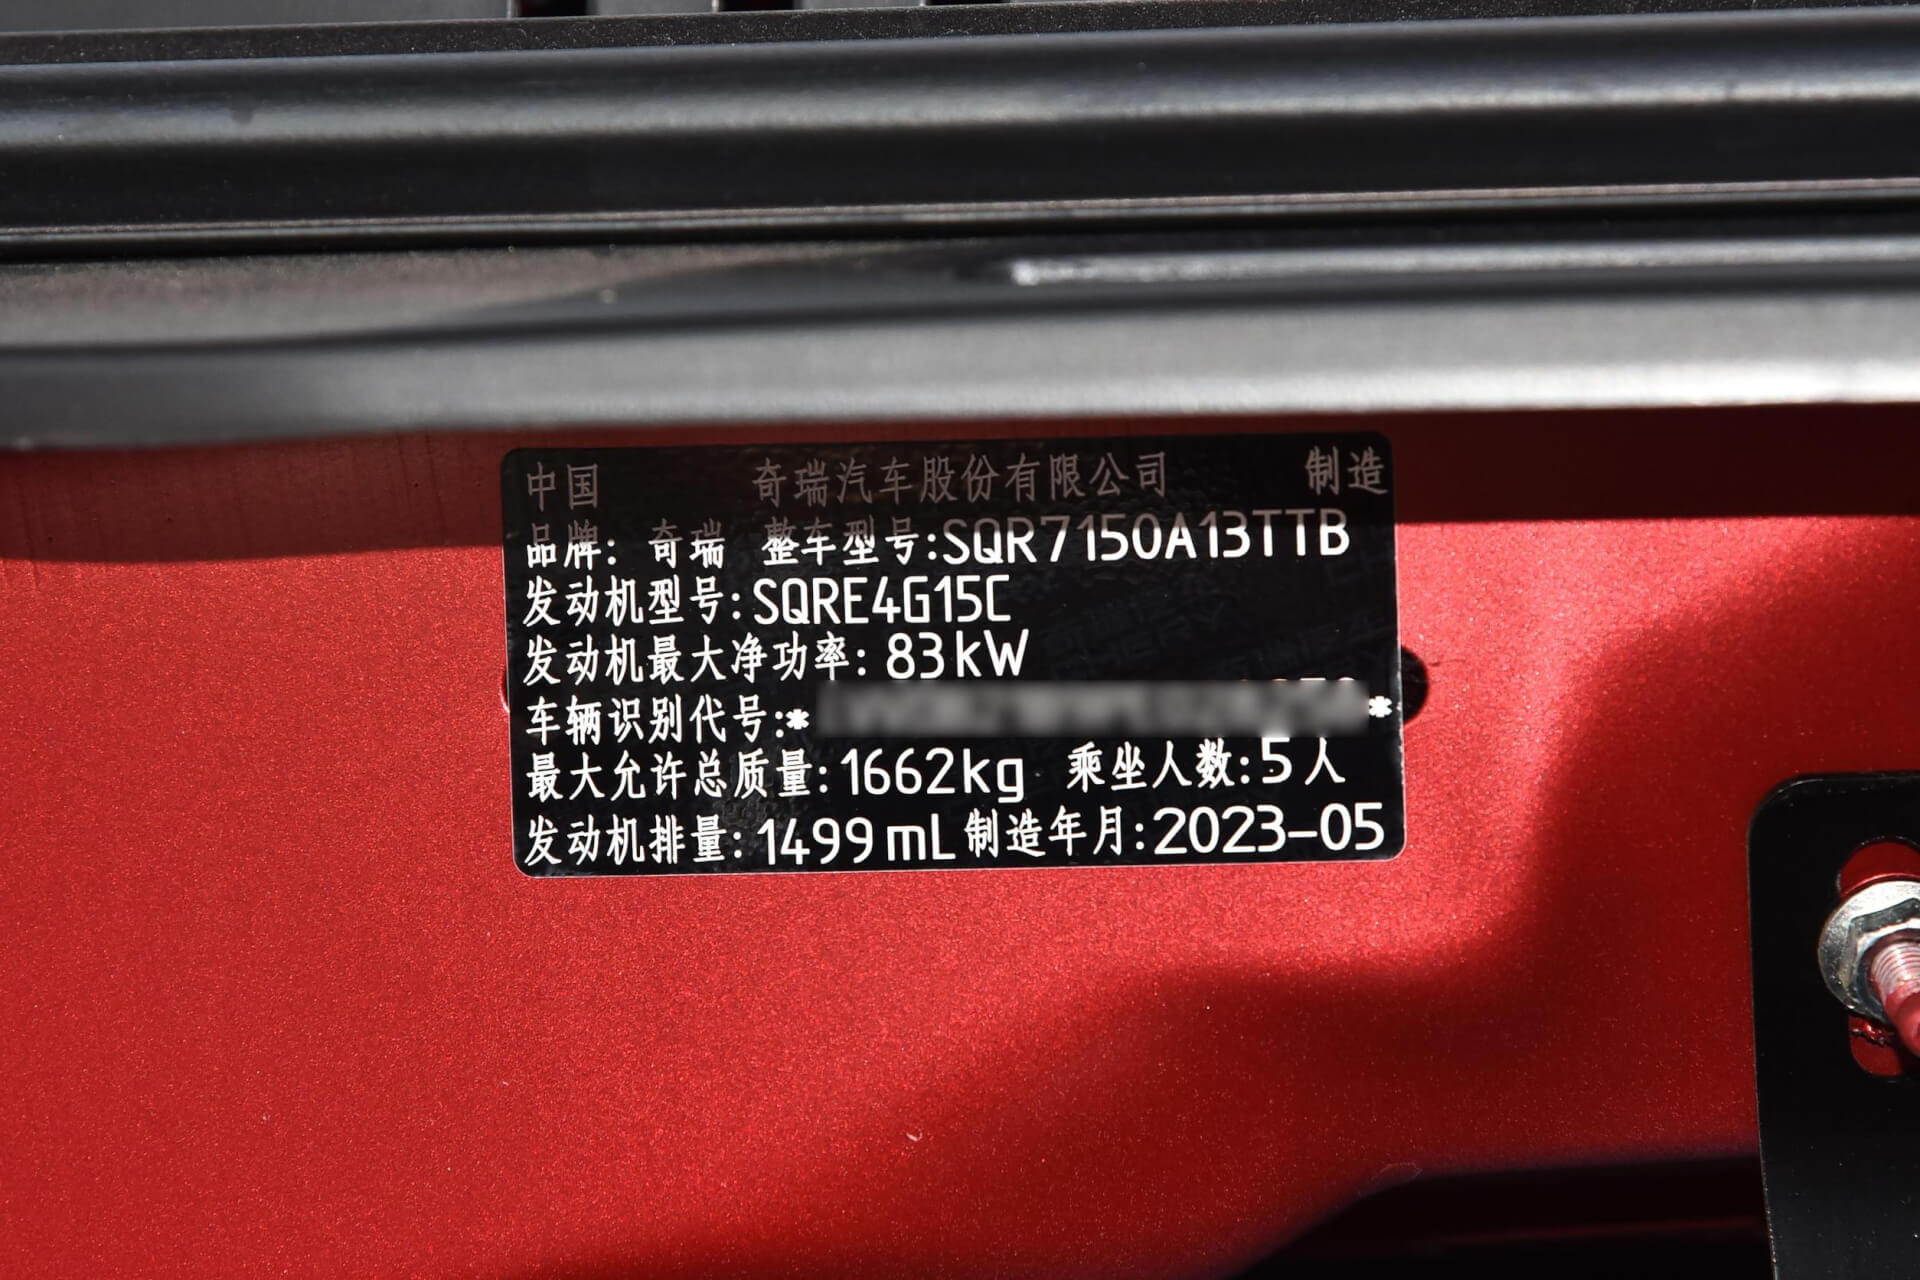 中国 奇瑞汽车股份有限公司 制造
品牌: 奇瑞 整车型号:SQR7150A13TTB
发动机型号:SQRE4G15C
发动机最大净功率: 83kW
车辆识别代号:* *
最大允许总质量:1662kg 乘坐人数:5人
发动机排量: 1499mL 制造年月:2023-05